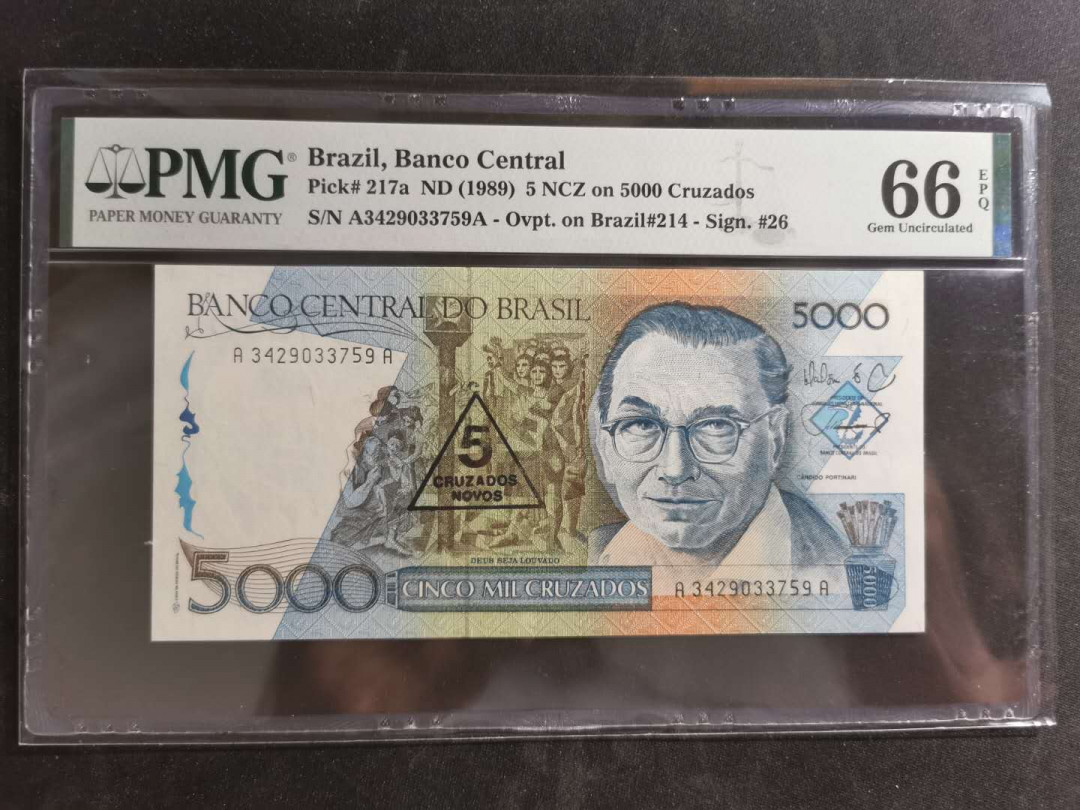 PMG®
PAPER MONEY GUARANTY
Brazil, Banco Central
Pick# 217a ND (1989) 5 NCZ on 5000 Cruzados
S/N A3429033759A - Ovpt. on Brazil#214 - Sign. #26
66
EPQ
Gem Uncirculated
BANCO CENTRAL DO BRASIL
5000
A 3429033759 A
5
CRUZADOS
NOVOS
CÂNDIDO PORTINARI
DEUS SEJA LOUVADO
5000
CINCO MIL CRUZADOS
A 3429033759 A
5000